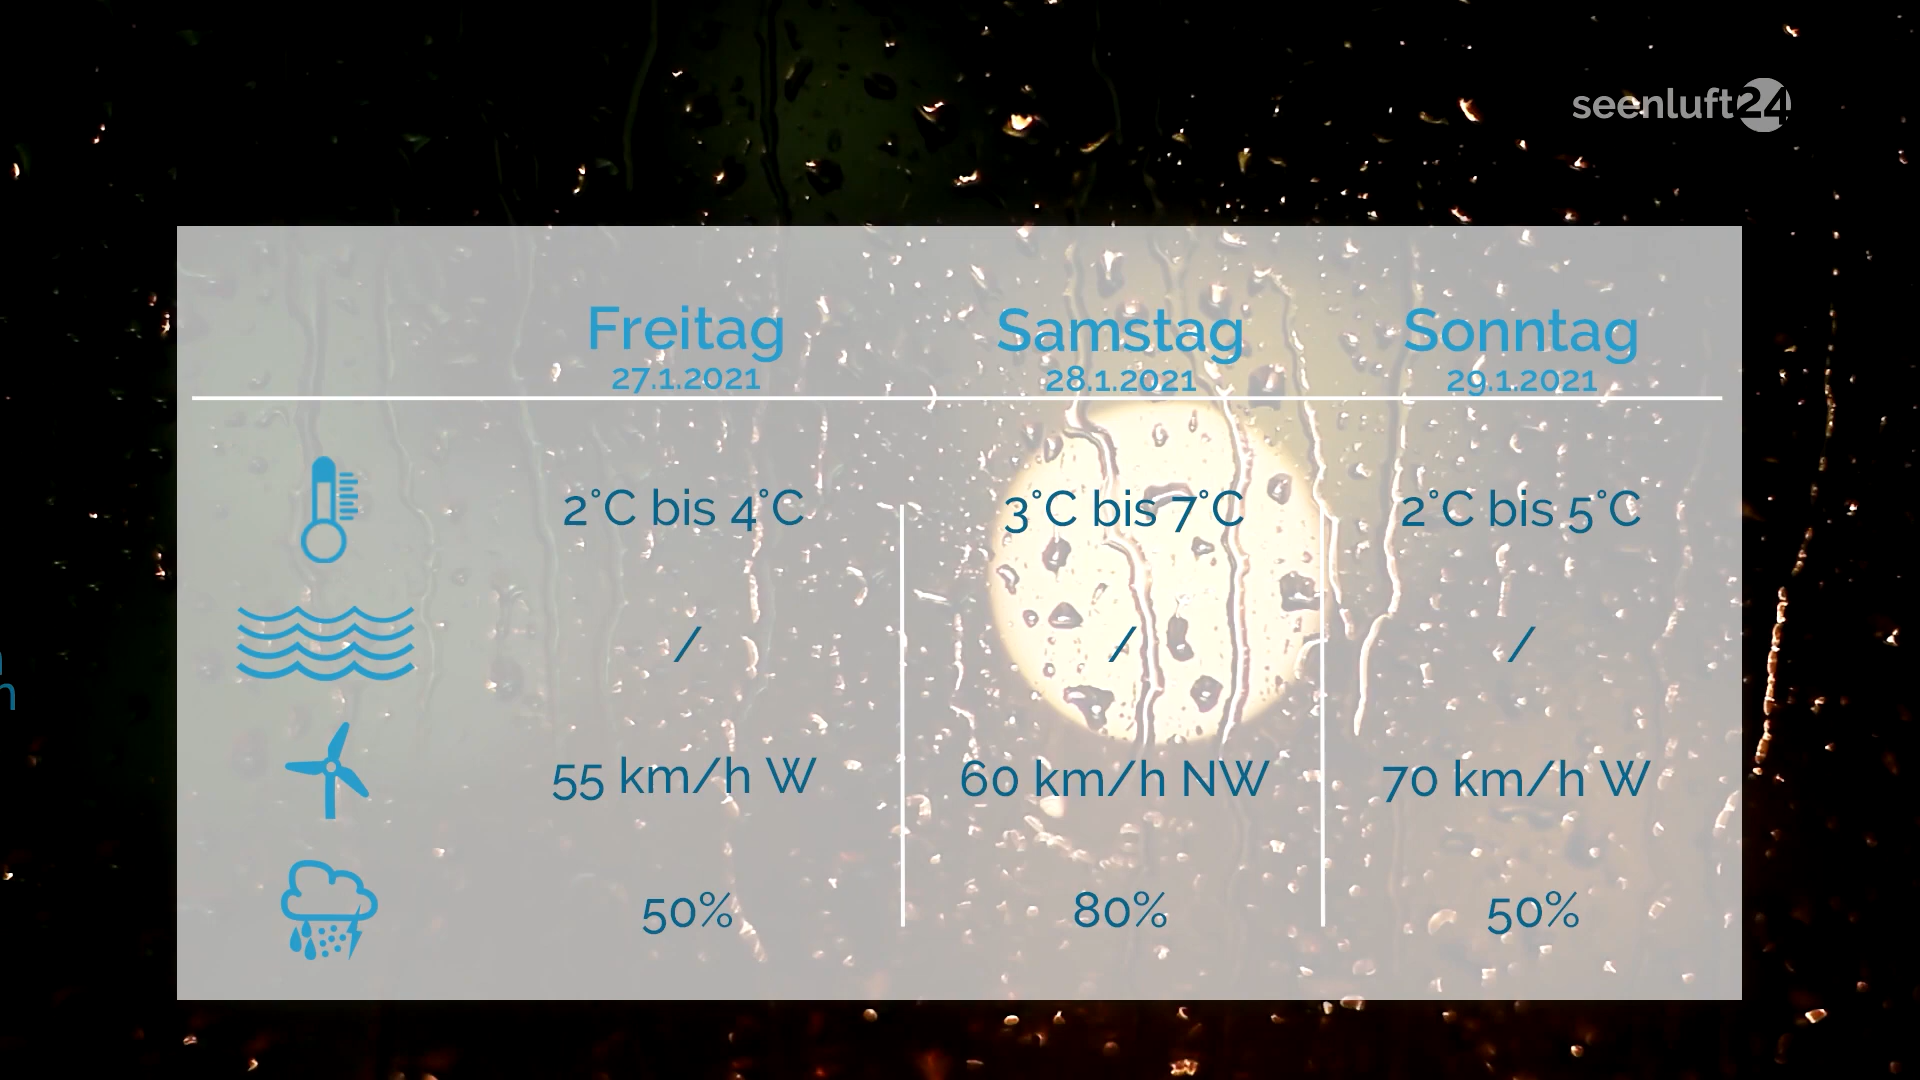 seenluft24
Freitag Samstag Sonntag
27.1.2021 28.1.2021 29.1.2021
2°C bis 4°C 3°C bis 7°C 2°C bis 5°C
/ / /
55 km/h W 60 km/h NW 70 km/h W
50% 80% 50%